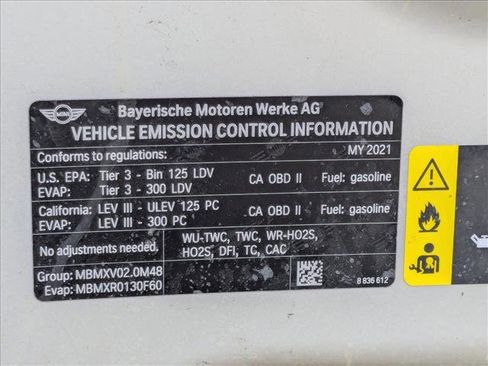 MINI
Bayerische Motoren Werke AG
VEHICLE EMISSION CONTROL INFORMATION
Conforms to regulations: MY 2021
U.S. EPA: Tier 3 - Bin 125 LDV CA OBD II Fuel: gasoline
EVAP: Tier 3 - 300 LDV
California: LEV III - ULEV 125 PC CA OBD II Fuel: gasoline
EVAP: LEV III - 300 PC
No adjustments needed. WU-TWC, TWC, WR-HO2S,
HO2S, DFI, TG, CAC
Group: MBMXV02.0M48
Evap: MBMXR0130F60
8 836 612